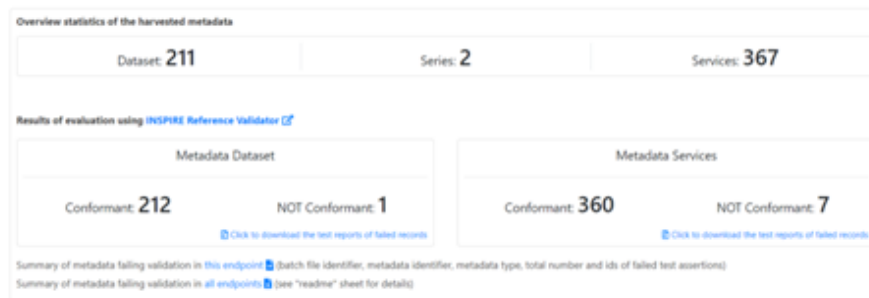 Overview statistics of the harvested metadata
Dataset: 211 Series: 2 Services: 367
Results of evaluation using INSPIRE Reference Validator
Metadata Dataset Metadata Services
Conformant: 212 NOT Conformant: 1 Conformant: 360 NOT Conformant: 7
Click to download the test reports of failed records Click to download the test reports of failed records
Summary of metadata failing validation in this endpoint (batch file identifier, metadata identifier, metadata type, total number and ids of failed test assertions)
Summary of metadata failing validation in all endpoints (see "readme" sheet for details)